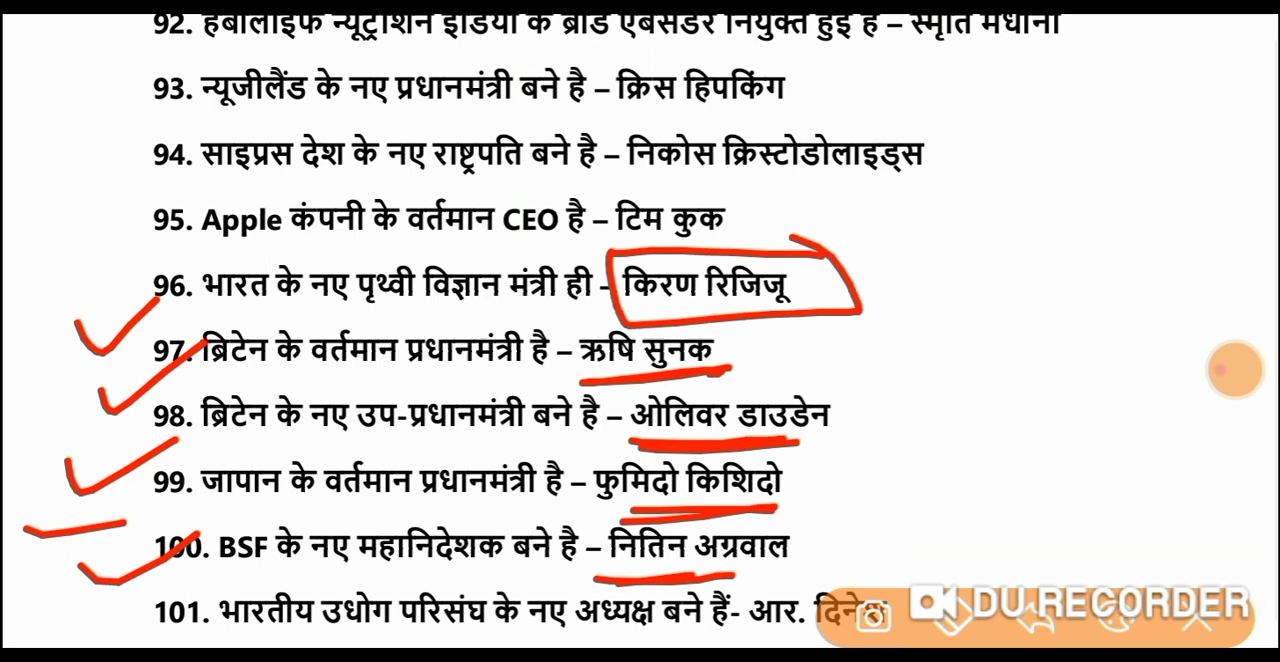 92. हर्बालाइफ न्यूट्रीशन इंडिया के ब्रांड एंबेसडर नियुक्त हुई है – स्मृति मंधाना
93. न्यूजीलैंड के नए प्रधानमंत्री बने है – क्रिस हिपकिंग
94. साइप्रस देश के नए राष्ट्रपति बने है – निकोस क्रिस्टोडोलाइड्स
95. Apple कंपनी के वर्तमान CEO है – टिम कुक
96. भारत के नए पृथ्वी विज्ञान मंत्री ही - किरण रिजिजू
97. ब्रिटेन के वर्तमान प्रधानमंत्री है – ऋषि सुनक
98. ब्रिटेन के नए उप-प्रधानमंत्री बने है – ओलिवर डाउडेन
99. जापान के वर्तमान प्रधानमंत्री है – फुमिदो किशिदो
100. BSF के नए महानिदेशक बने है – नितिन अग्रवाल
101. भारतीय उधोग परिसंघ के नए अध्यक्ष बने हैं- आर. दिनेश
DU RECORDER